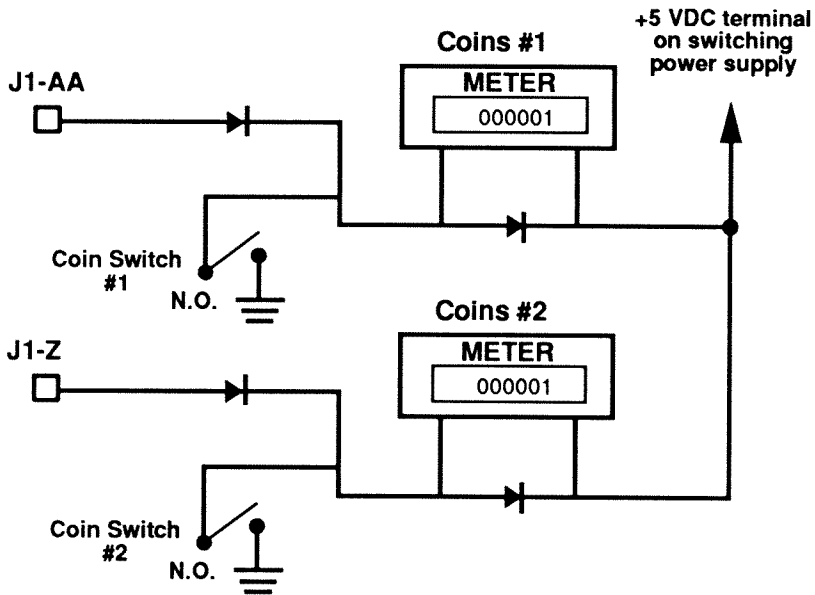 +5 VDC terminal
on switching
power supply
Coins #1
METER
000001
J1-AA
Coin Switch
#1
N.O.
Coins #2
METER
000001
J1-Z
Coin Switch
#2
N.O.